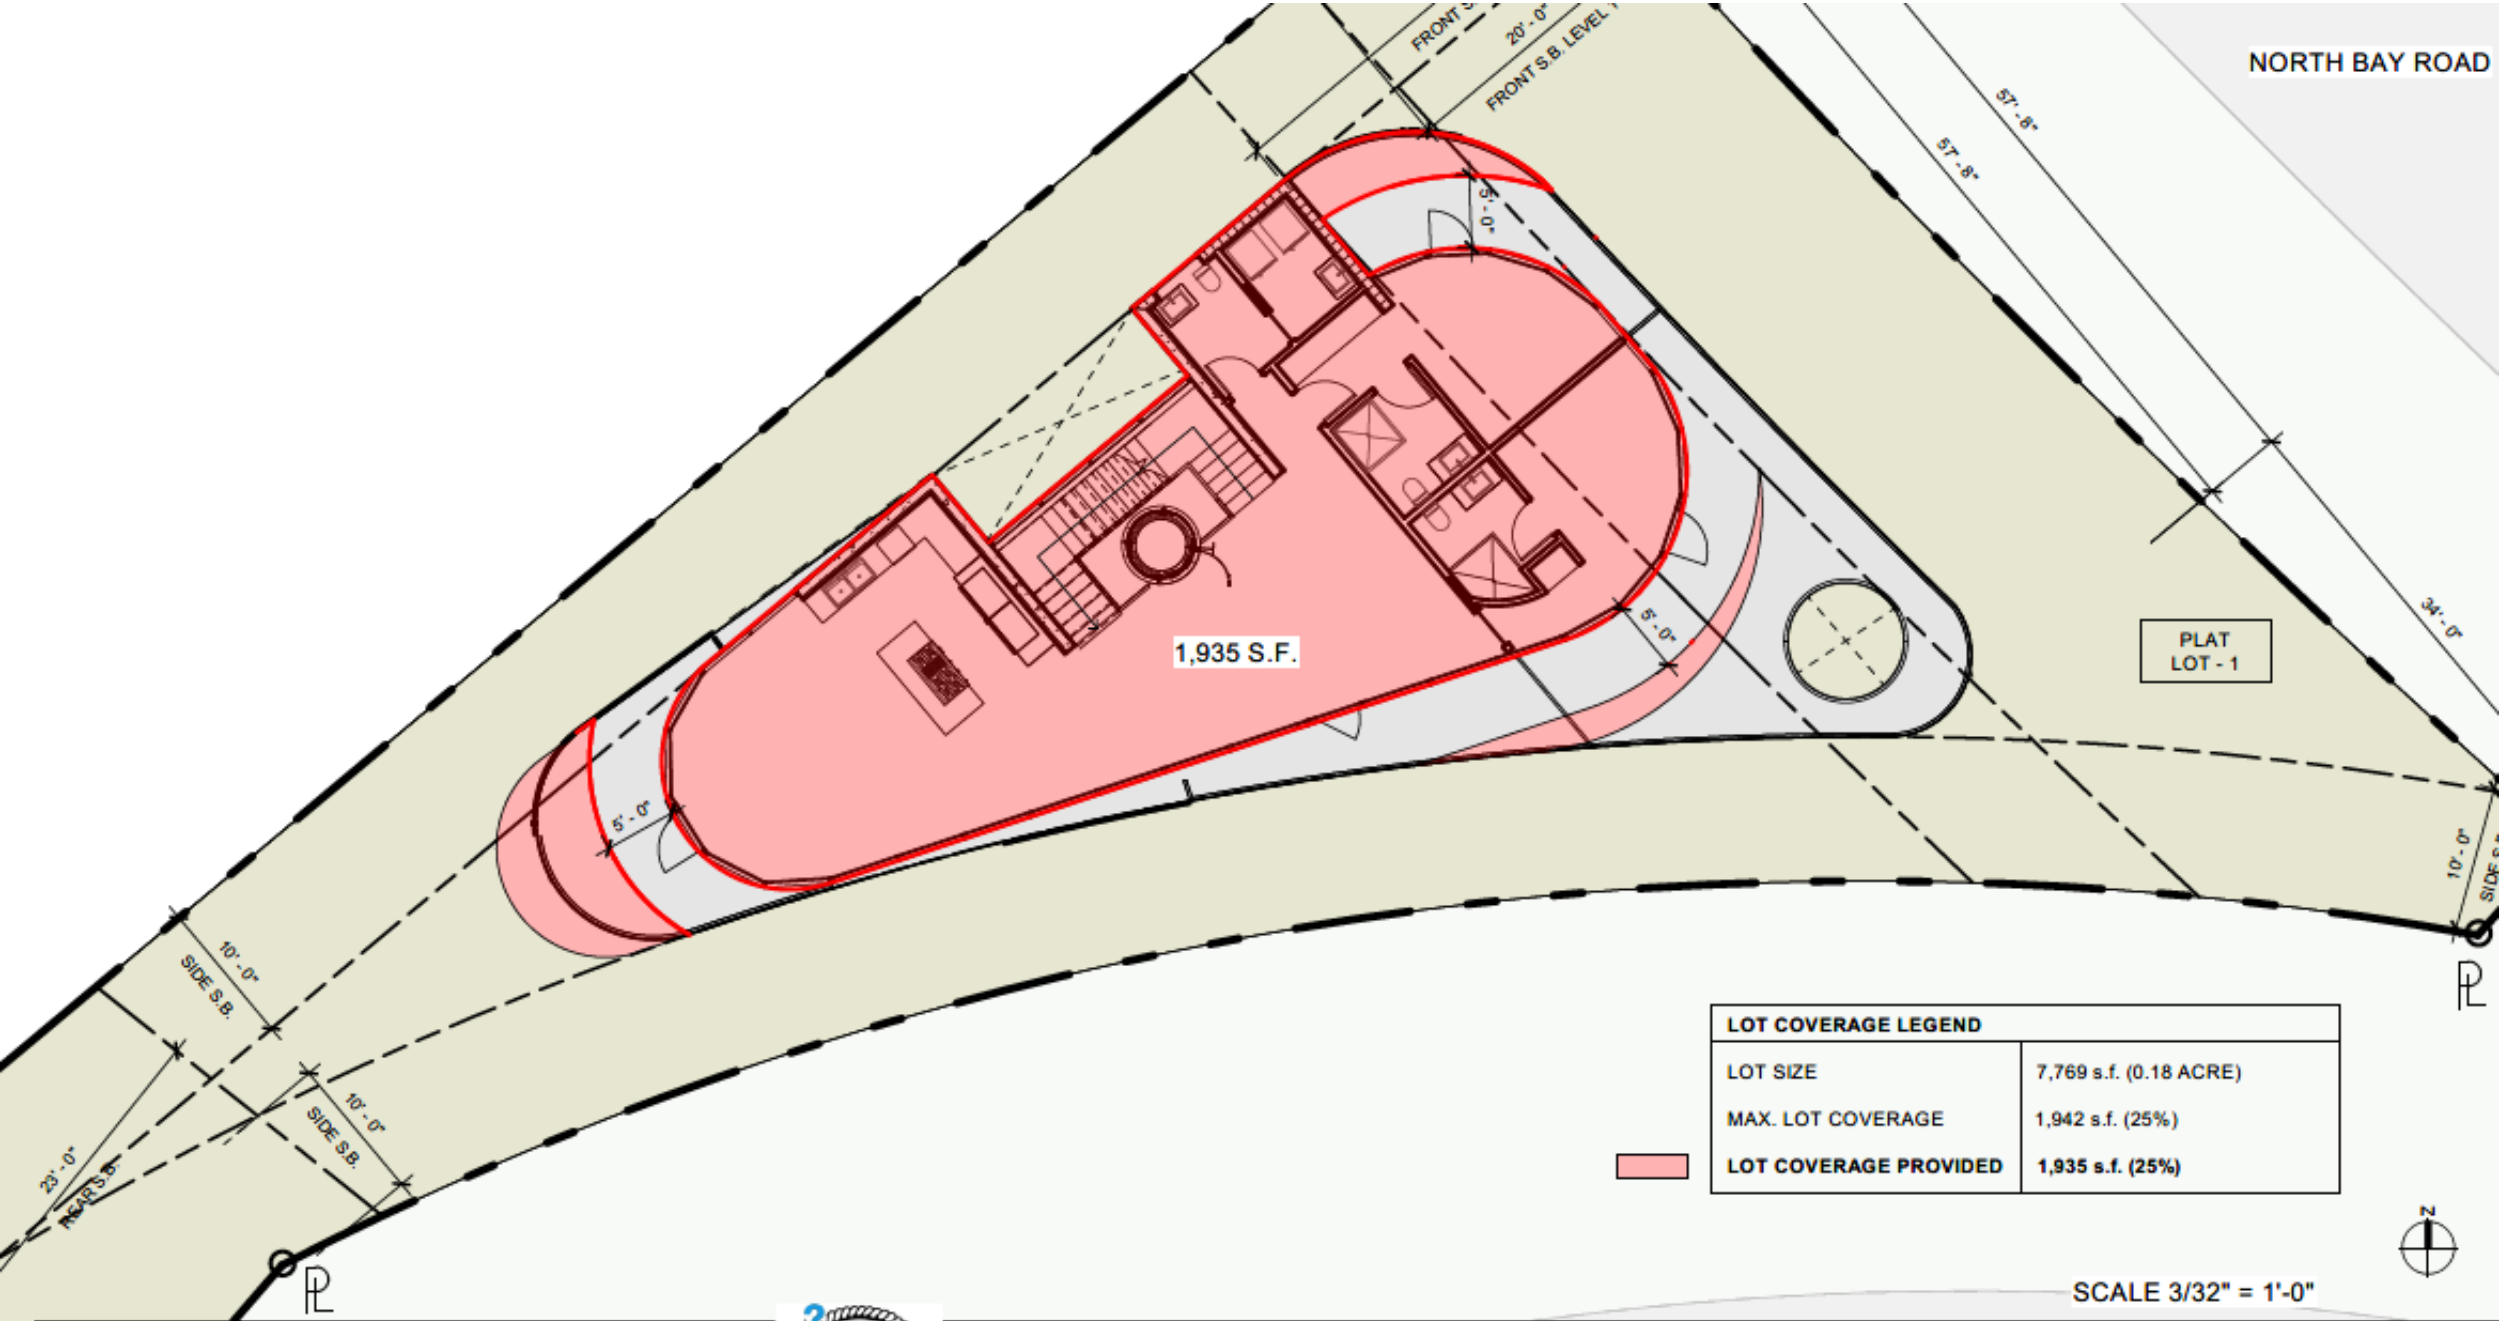 20' - 0"
FRONT S.B. LEVEL 1
NORTH BAY ROAD
57' - 8"
57' - 8"
5' - 0"
34' - 0"
PLAT
LOT - 1
5' - 0"
1,935 S.F.
5' - 0"
10' - 0"
SIDE S.B.
10' - 0"
SIDE S.B.
10' - 0"
SIDE S.B.
23' - 0"
REAR S.B.
PL
PL
LOT COVERAGE LEGEND
LOT SIZE 7,769 s.f. (0.18 ACRE)
MAX. LOT COVERAGE 1,942 s.f. (25%)
LOT COVERAGE PROVIDED 1,935 s.f. (25%)
N
SCALE 3/32" = 1'-0"